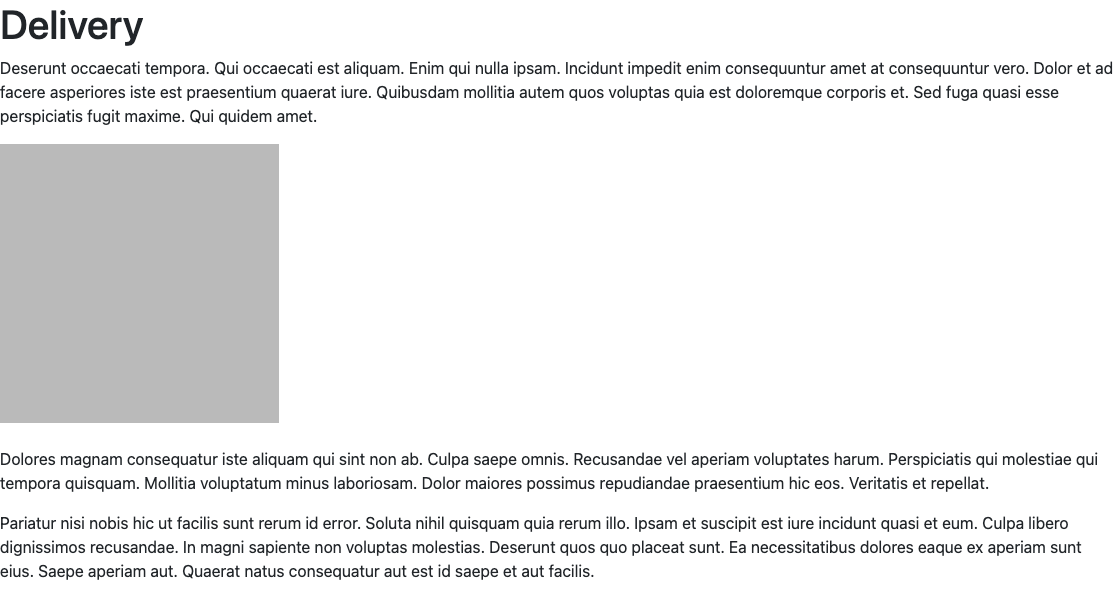 Delivery
Deserunt occaecati tempora. Qui occaecati est aliquam. Enim qui nulla ipsam. Incidunt impedit enim consequuntur amet at consequuntur vero. Dolor et ad
facere asperiores iste est praesentium quaerat iure. Quibusdam mollitia autem quos voluptas quia est doloremque corporis et. Sed fuga quasi esse
perspiciatis fugit maxime. Qui quidem amet.
Dolores magnam consequatur iste aliquam qui sint non ab. Culpa saepe omnis. Recusandae vel aperiam voluptates harum. Perspiciatis qui molestiae qui
tempora quisquam. Mollitia voluptatum minus laboriosam. Dolor maiores possimus repudiandae praesentium hic eos. Veritatis et repellat.
Pariatur nisi nobis hic ut facilis sunt rerum id error. Soluta nihil quisquam quia rerum illo. Ipsam et suscipit est iure incidunt quasi et eum. Culpa libero
dignissimos recusandae. In magni sapiente non voluptas molestias. Deserunt quos quo placeat sunt. Ea necessitatibus dolores eaque ex aperiam sunt
eius. Saepe aperiam aut. Quaerat natus consequatur aut est id saepe et aut facilis.